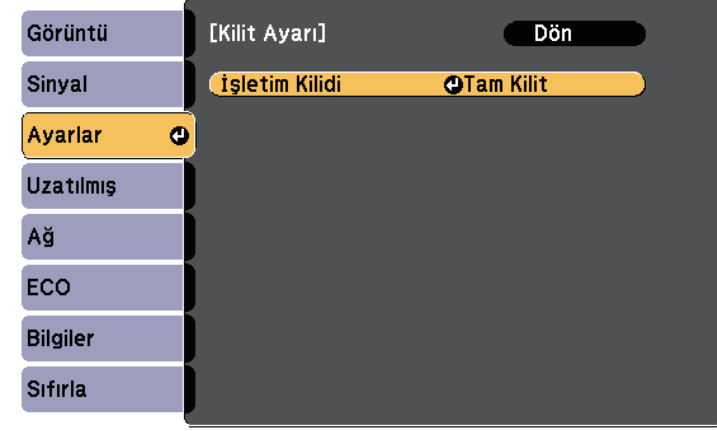 Görüntü
Sinyal
Ayarlar
Uzatılmış
Ağ
ECO
Bilgiler
Sıfırla
[Kilit Ayarı]
Dön
İşletim Kilidi
Tam Kilit